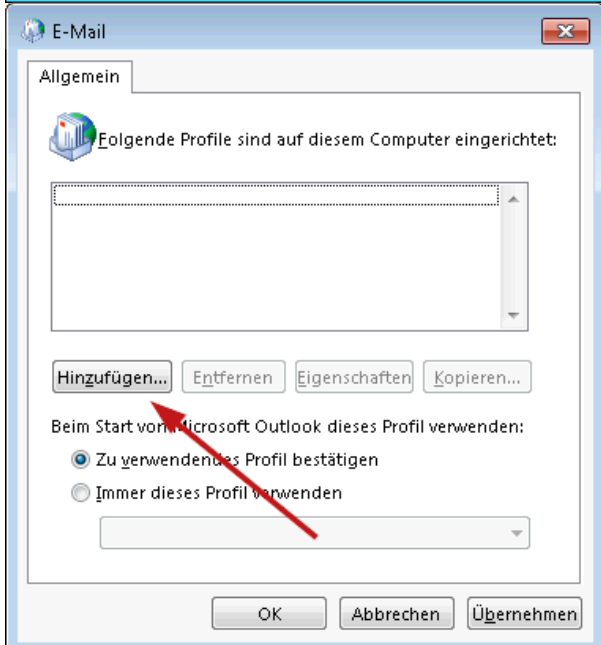 E-Mail
Allgemein
Folgende Profile sind auf diesem Computer eingerichtet:
Hinzufügen... Entfernen Eigenschaften Kopieren...
Beim Start von Microsoft Outlook dieses Profil verwenden:
Zu verwendendes Profil bestätigen
Immer dieses Profil verwenden
OK Abbrechen Übernehmen